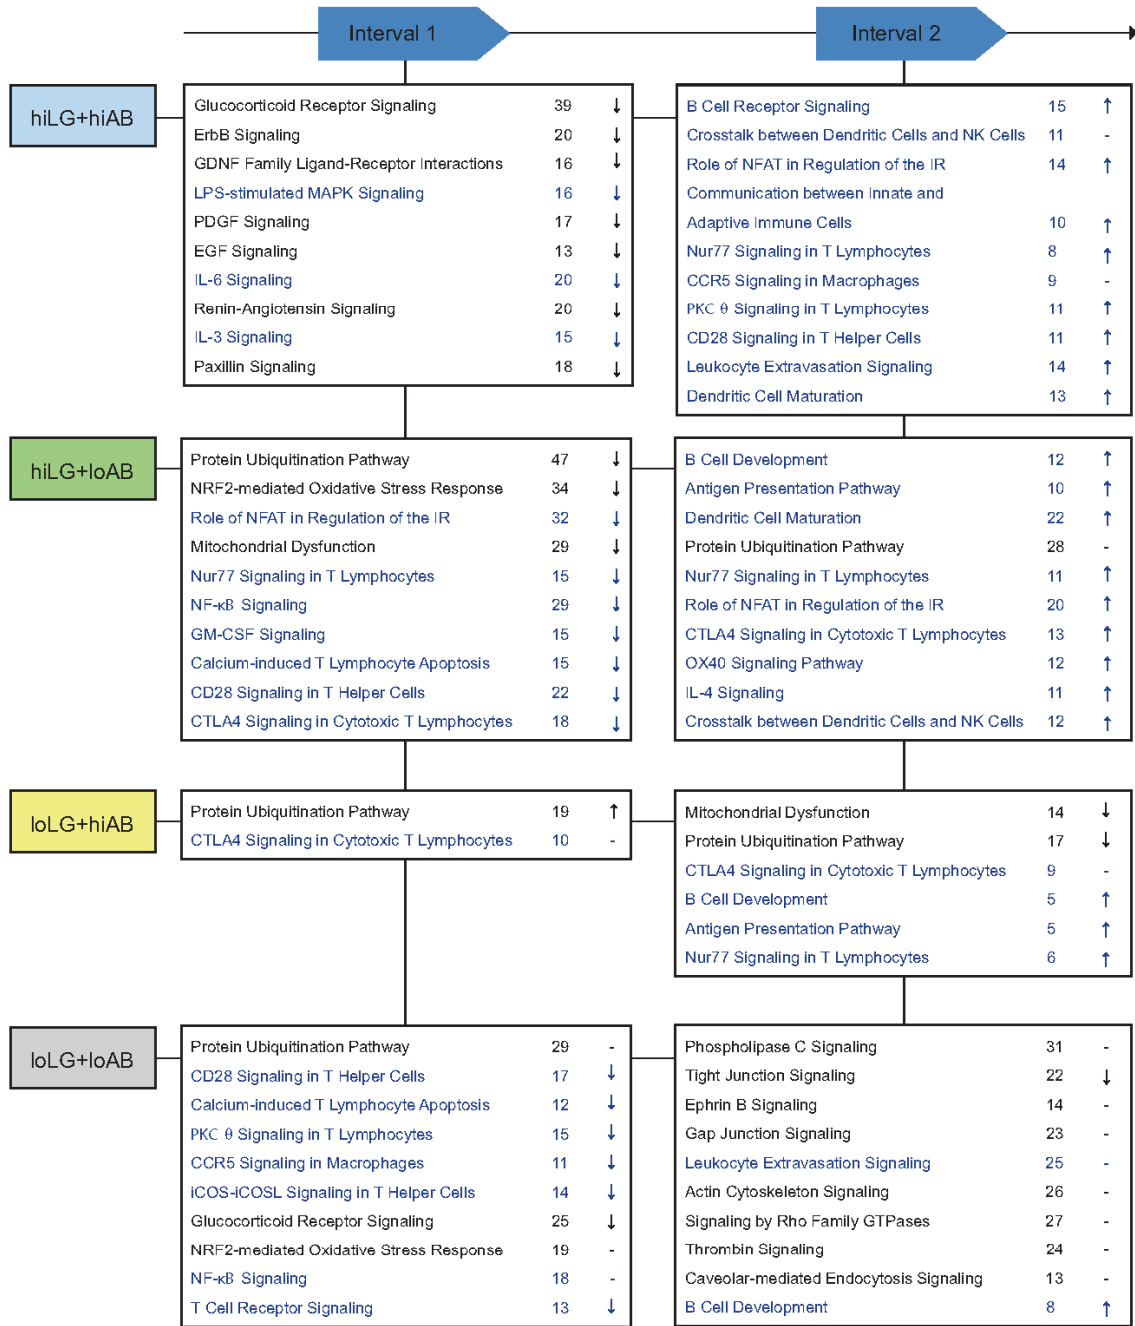 Interval 1
Interval 2
hiLG+hiAB
Glucocorticoid Receptor Signaling 39 ↓
ErbB Signaling 20 ↓
GDNF Family Ligand-Receptor Interactions 16 ↓
LPS-stimulated MAPK Signaling 16 ↓
PDGF Signaling 17 ↓
EGF Signaling 13 ↓
IL-6 Signaling 20 ↓
Renin-Angiotensin Signaling 20 ↓
IL-3 Signaling 15 ↓
Paxillin Signaling 18 ↓
B Cell Receptor Signaling 15 ↑
Crosstalk between Dendritic Cells and NK Cells 11 -
Role of NFAT in Regulation of the IR 14 ↑
Communication between Innate and
Adaptive Immune Cells 10 ↑
Nur77 Signaling in T Lymphocytes 8 ↑
CCR5 Signaling in Macrophages 9 -
PKC θ Signaling in T Lymphocytes 11 ↑
CD28 Signaling in T Helper Cells 11 ↑
Leukocyte Extravasation Signaling 14 ↑
Dendritic Cell Maturation 13 ↑
hiLG+loAB
Protein Ubiquitination Pathway 47 ↓
NRF2-mediated Oxidative Stress Response 34 ↓
Role of NFAT in Regulation of the IR 32 ↓
Mitochondrial Dysfunction 29 ↓
Nur77 Signaling in T Lymphocytes 15 ↓
NF-κB Signaling 29 ↓
GM-CSF Signaling 15 ↓
Calcium-induced T Lymphocyte Apoptosis 15 ↓
CD28 Signaling in T Helper Cells 22 ↓
CTLA4 Signaling in Cytotoxic T Lymphocytes 18 ↓
B Cell Development 12 ↑
Antigen Presentation Pathway 10 ↑
Dendritic Cell Maturation 22 ↑
Protein Ubiquitination Pathway 28 -
Nur77 Signaling in T Lymphocytes 11 ↑
Role of NFAT in Regulation of the IR 20 ↑
CTLA4 Signaling in Cytotoxic T Lymphocytes 13 ↑
OX40 Signaling Pathway 12 ↑
IL-4 Signaling 11 ↑
Crosstalk between Dendritic Cells and NK Cells 12 ↑
loLG+hiAB
Protein Ubiquitination Pathway 19 ↑
CTLA4 Signaling in Cytotoxic T Lymphocytes 10 -
Mitochondrial Dysfunction 14 ↓
Protein Ubiquitination Pathway 17 ↓
CTLA4 Signaling in Cytotoxic T Lymphocytes 9 -
B Cell Development 5 ↑
Antigen Presentation Pathway 5 ↑
Nur77 Signaling in T Lymphocytes 6 ↑
loLG+loAB
Protein Ubiquitination Pathway 29 -
CD28 Signaling in T Helper Cells 17 ↓
Calcium-induced T Lymphocyte Apoptosis 12 ↓
PKC θ Signaling in T Lymphocytes 15 ↓
CCR5 Signaling in Macrophages 11 ↓
iCOS-iCOSL Signaling in T Helper Cells 14 ↓
Glucocorticoid Receptor Signaling 25 ↓
NRF2-mediated Oxidative Stress Response 19 -
NF-κB Signaling 18 -
T Cell Receptor Signaling 13 ↓
Phospholipase C Signaling 31 -
Tight Junction Signaling 22 ↓
Ephrin B Signaling 14 -
Gap Junction Signaling 23 -
Leukocyte Extravasation Signaling 25 -
Actin Cytoskeleton Signaling 26 -
Signaling by Rho Family GTPases 27 -
Thrombin Signaling 24 -
Caveolar-mediated Endocytosis Signaling 13 -
B Cell Development 8 ↑